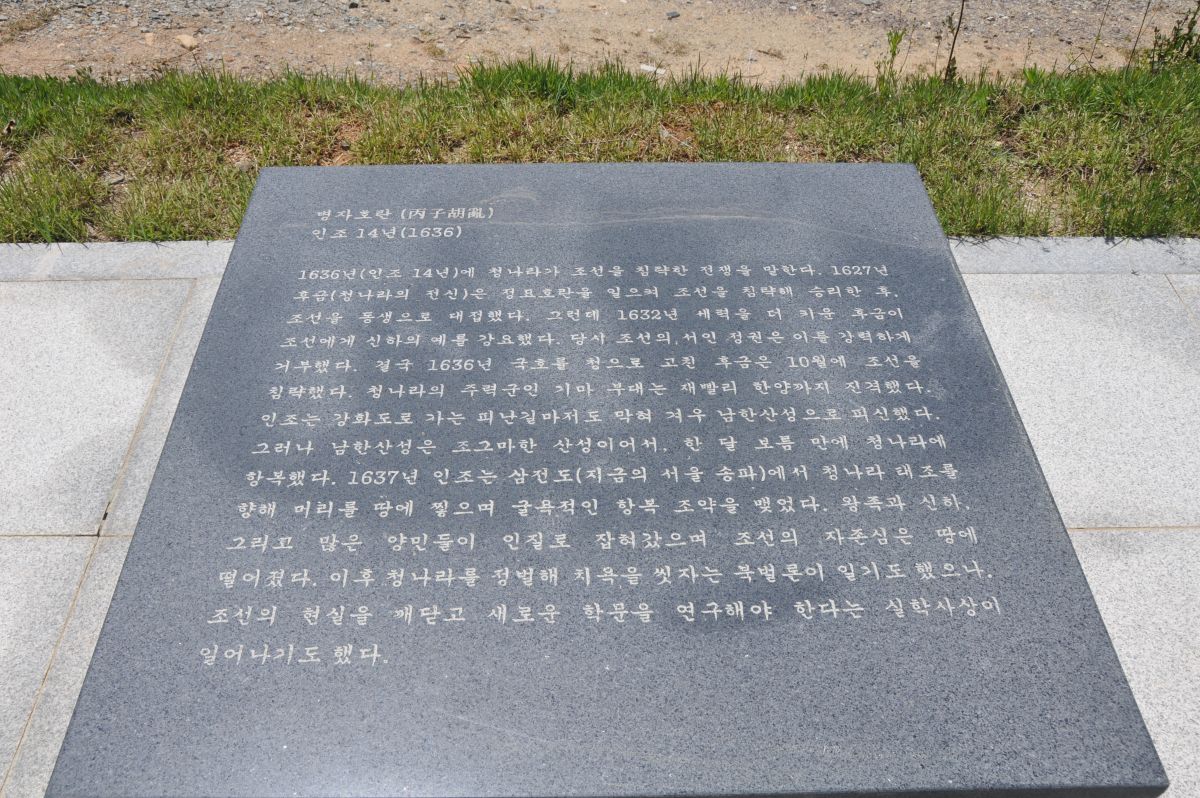 병자호란 (丙子胡亂)
인조 14년(1636)
1636년(인조 14년)에 청나라가 조선을 침략한 전쟁을 말한다. 1627년
후금(청나라의 전신)은 정묘호란을 일으켜 조선을 침략해 승리한 후,
조선을 동생으로 대접했다. 그런데 1632년 세력을 더 키운 후금이
조선에게 신하의 예를 강요했다. 당시 조선의 서인 정권은 이를 강력하게
거부했다. 결국 1636년 국호를 청으로 고친 후금은 10월에 조선을
침략했다. 청나라의 주력군인 기마 부대는 재빨리 한양까지 진격했다.
인조는 강화도로 가는 피난길마저도 막혀 겨우 남한산성으로 피신했다.
그러나 남한산성은 조그마한 산성이어서, 한 달 보름 만에 청나라에
항복했다. 1637년 인조는 삼전도(지금의 서울 송파)에서 청나라 태조를
향해 머리를 땅에 찧으며 굴욕적인 항복 조약을 맺었다. 왕족과 신하,
그리고 많은 양민들이 인질로 잡혀갔으며 조선의 자존심은 땅에
떨어졌다. 이후 청나라를 정벌해 치욕을 씻자는 북벌론이 일기도 했으나,
조선의 현실을 깨닫고 새로운 학문을 연구해야 한다는 실학사상이
일어나기도 했다.